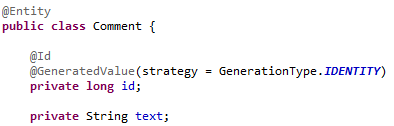 @Entity
public class Comment {
@Id
@GeneratedValue(strategy = GenerationType.IDENTITY)
private long id;
private String text;